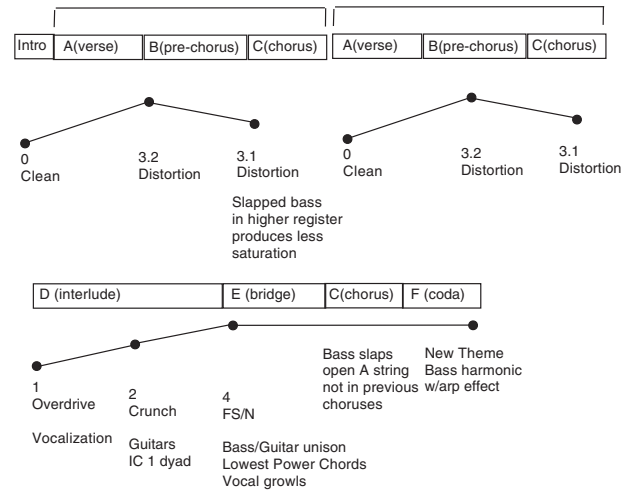 Intro A(verse) B(pre-chorus) C(chorus) A(verse) B(pre-chorus) C(chorus)
0
Clean
3.2
Distortion
3.1
Distortion
Slapped bass
in higher register
produces less
saturation
0
Clean
3.2
Distortion
3.1
Distortion
D (interlude) E (bridge) C(chorus) F (coda)
1
Overdrive
Vocalization
2
Crunch
Guitars
IC 1 dyad
4
FS/N
Bass/Guitar unison
Lowest Power Chords
Vocal growls
Bass slaps
open A string
not in previous
choruses
New Theme
Bass harmonic
w/arp effect